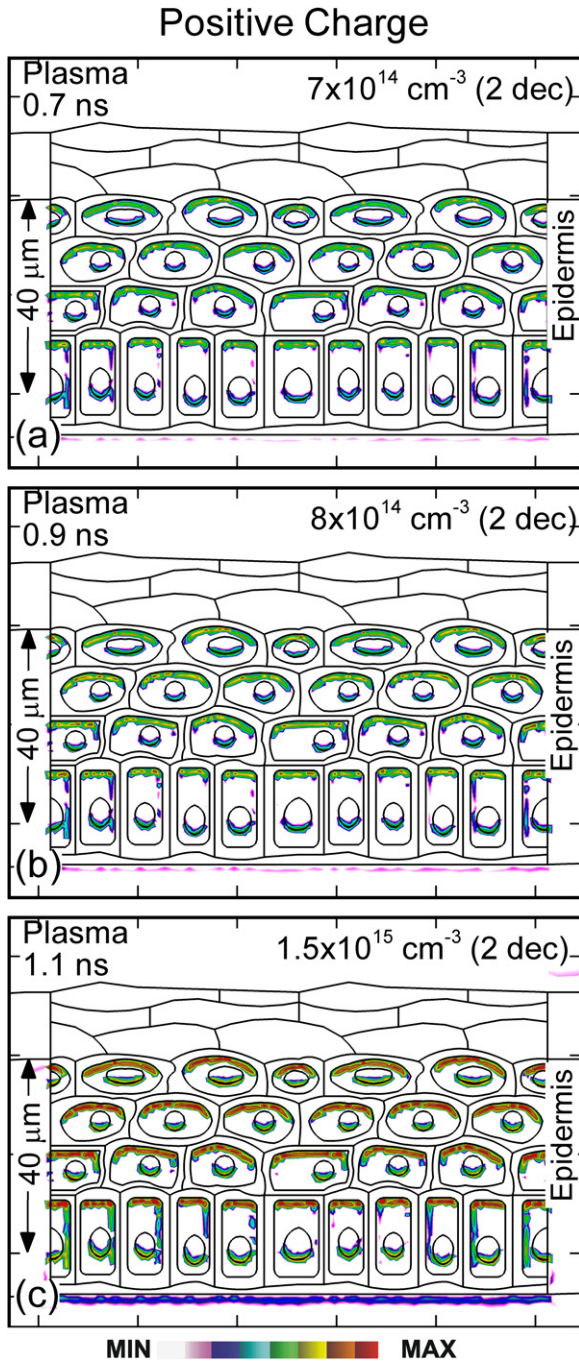 Positive Charge
Plasma
0.7 ns
7x10¹⁴ cm⁻³ (2 dec)
40 µm
Epidermis
(a)
Plasma
0.9 ns
8x10¹⁴ cm⁻³ (2 dec)
40 µm
Epidermis
(b)
Plasma
1.1 ns
1.5x10¹⁵ cm⁻³ (2 dec)
40 µm
Epidermis
(c)
MIN MAX